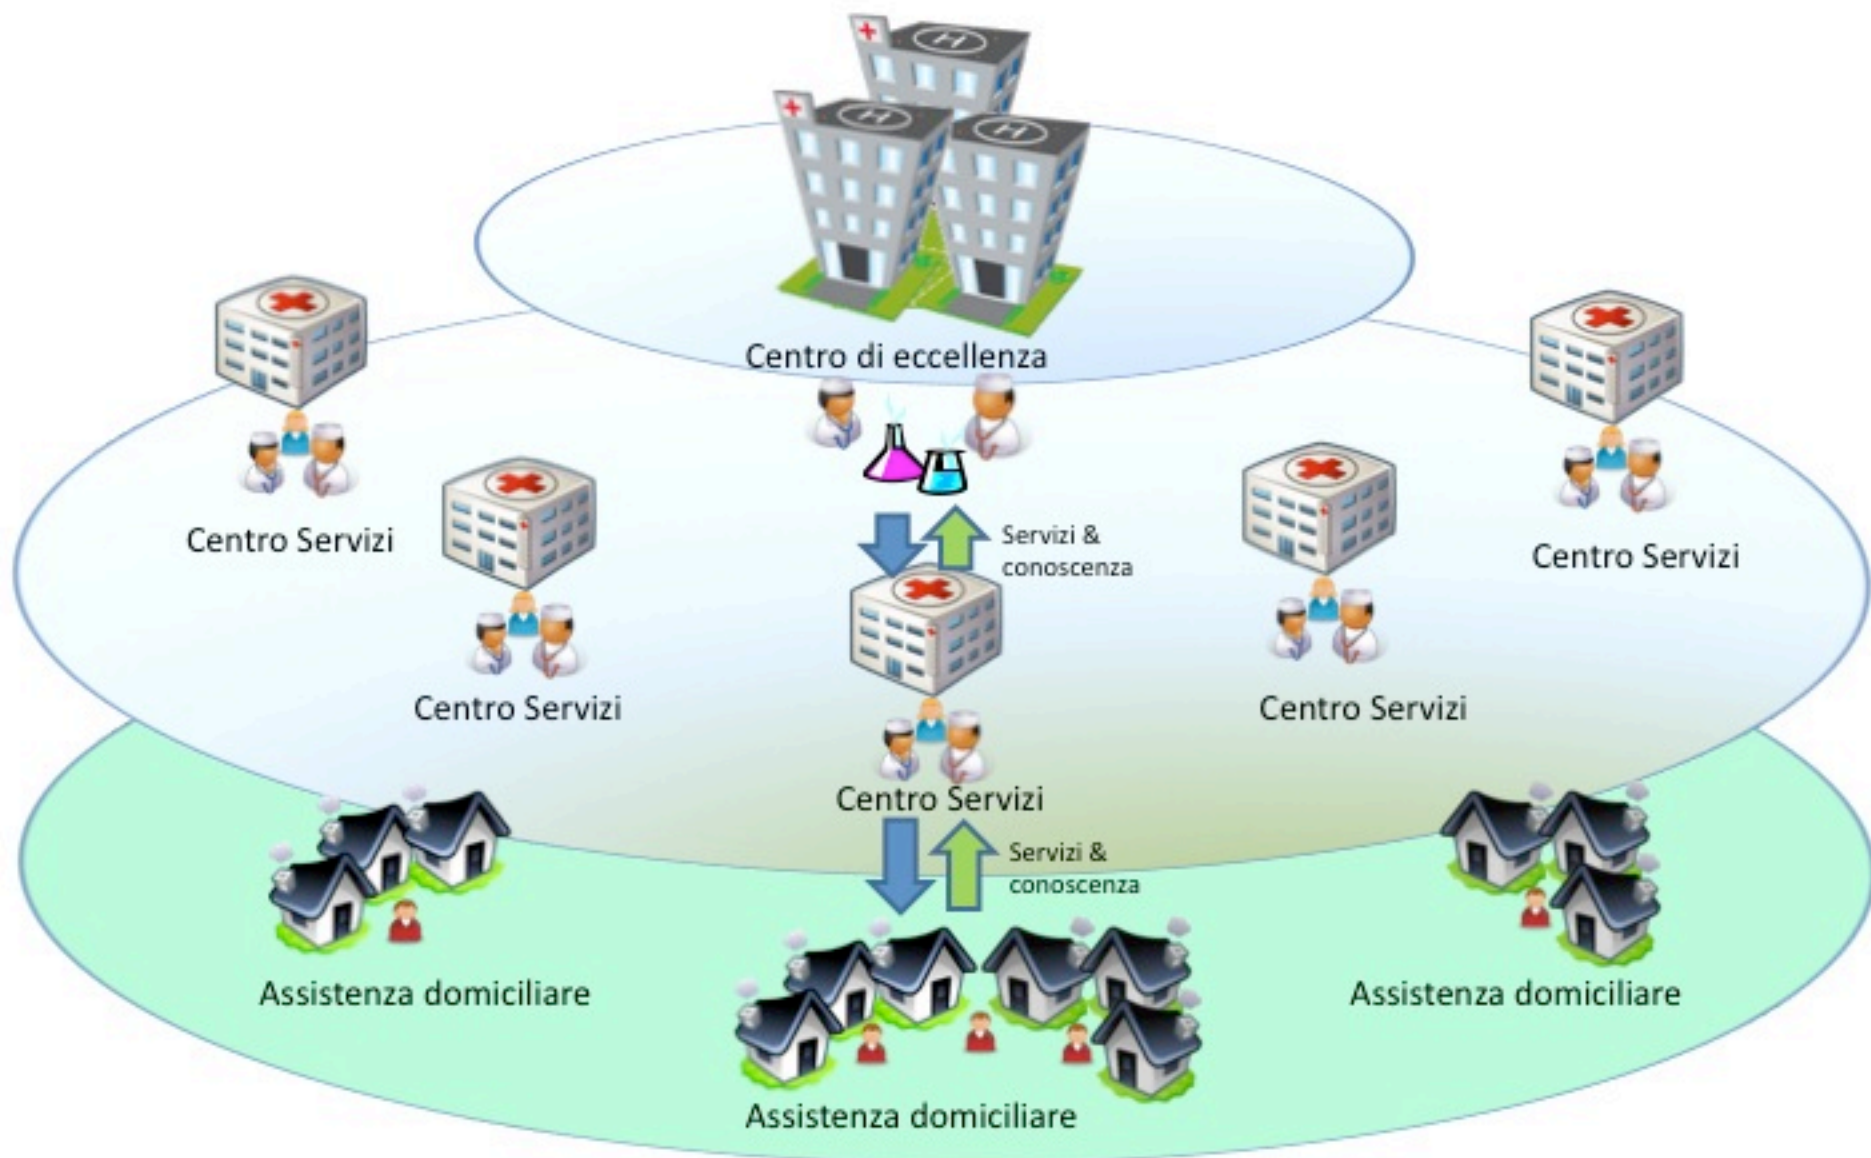 Centro di eccellenza
Centro Servizi
Servizi &
conoscenza
Centro Servizi
Centro Servizi
Centro Servizi
Centro Servizi
Servizi &
conoscenza
Assistenza domiciliare
Assistenza domiciliare
Assistenza domiciliare